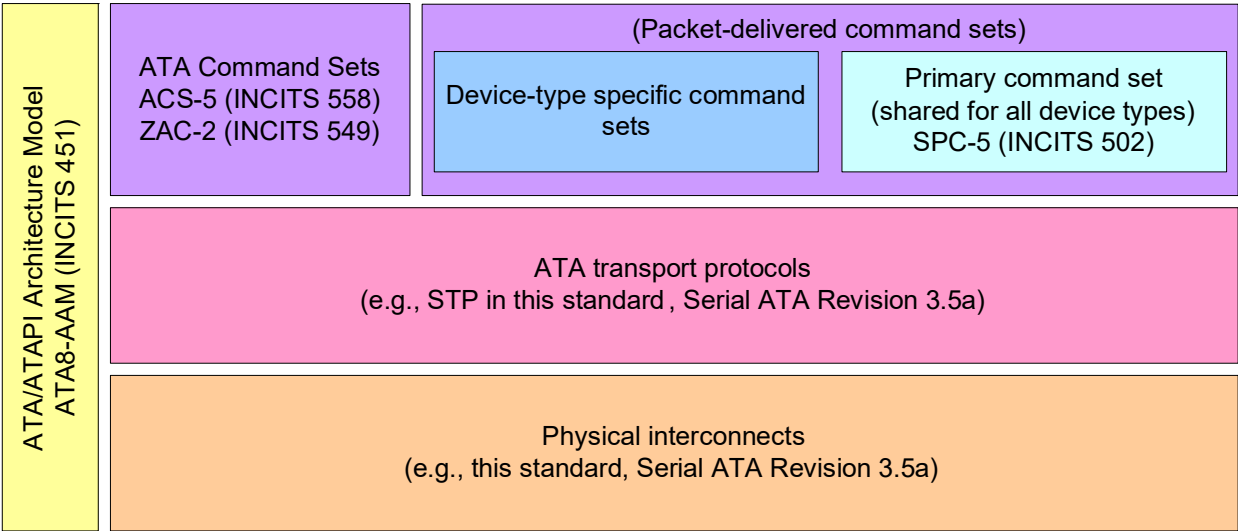 ATA/ATAPI Architecture Model
ATA8-AAM (INCITS 451)
ATA Command Sets
ACS-5 (INCITS 558)
ZAC-2 (INCITS 549)
(Packet-delivered command sets)
Device-type specific command
sets
Primary command set
(shared for all device types)
SPC-5 (INCITS 502)
ATA transport protocols
(e.g., STP in this standard , Serial ATA Revision 3.5a)
Physical interconnects
(e.g., this standard, Serial ATA Revision 3.5a)